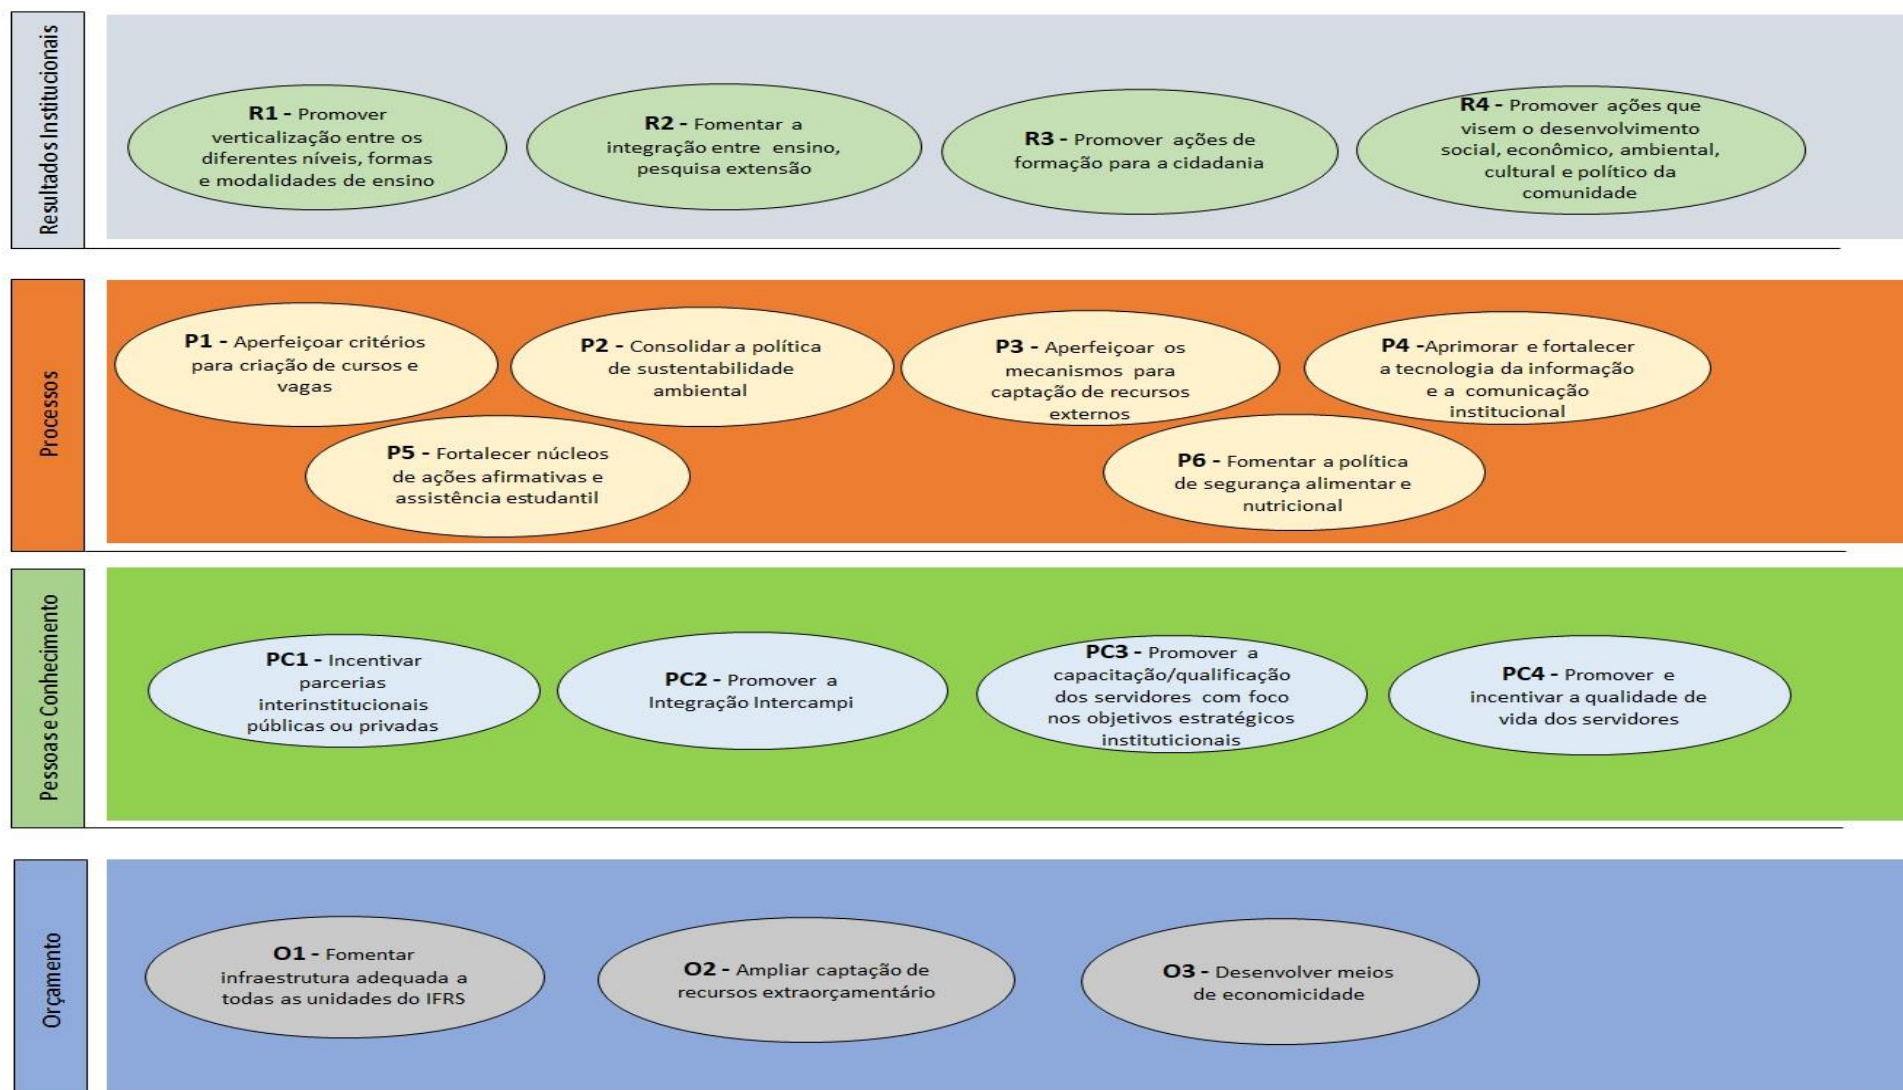 Resultados Institucionais
R1 - Promover
verticalização entre os
diferentes níveis, formas
e modalidades de ensino
R2 - Fomentar a
integração entre ensino,
pesquisa extensão
R3 - Promover ações de
formação para a cidadania
R4 - Promover ações que
visem o desenvolvimento
social, econômico, ambiental,
cultural e político da
comunidade
Processos
P1 - Aperfeiçoar critérios
para criação de cursos e
vagas
P2 - Consolidar a política
de sustentabilidade
ambiental
P3 - Aperfeiçoar os
mecanismos para
captação de recursos
externos
P4 -Aprimorar e fortalecer
a tecnologia da informação
e a comunicação
institucional
P5 - Fortalecer núcleos
de ações afirmativas e
assistência estudantil
P6 - Fomentar a política
de segurança alimentar e
nutricional
Pessoas e Conhecimento
PC1 - Incentivar
parcerias
interinstitucionais
públicas ou privadas
PC2 - Promover a
Integração Intercampi
PC3 - Promover a
capacitação/qualificação
dos servidores com foco
nos objetivos estratégicos
instituticionais
PC4 - Promover e
incentivar a qualidade de
vida dos servidores
Orçamento
O1 - Fomentar
infraestrutura adequada a
todas as unidades do IFRS
O2 - Ampliar captação de
recursos extraorçamentário
O3 - Desenvolver meios
de economicidade